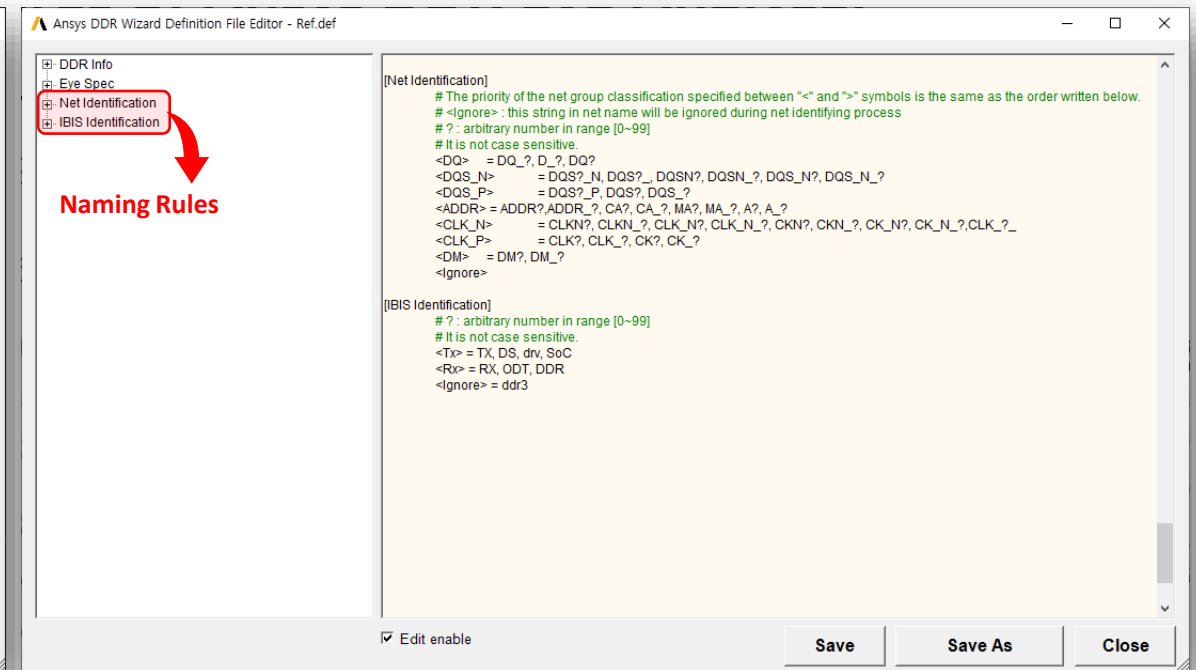 Ansys DDR Wizard Definition File Editor - Ref.def
DDR Info
Eye Spec
Net Identification
IBIS Identification
Naming Rules
[Net Identification]
# The priority of the net group classification specified between "<" and ">" symbols is the same as the order written below.
# <Ignore> : this string in net name will be ignored during net identifying process
# ? : arbitrary number in range [0~99]
# It is not case sensitive.
<DQ> = DQ_?, D_?, DQ?
<DQS_N> = DQS?_N, DQS?_, DQSN?, DQSN_?, DQS_N?, DQS_N_?
<DQS_P> = DQS?_P, DQS?, DQS_?
<ADDR> = ADDR?,ADDR_?, CA?, CA_?, MA?, MA_?, A?, A_?
<CLK_N> = CLKN?, CLKN_?, CLK_N?, CLK_N_?, CKN?, CKN_?, CK_N?, CK_N_?,CLK_?_
<CLK_P> = CLK?, CLK_?, CK?, CK_?
<DM> = DM?, DM_?
<Ignore>
[IBIS Identification]
# ? : arbitrary number in range [0~99]
# It is not case sensitive.
<Tx> = TX, DS, drv, SoC
<Rx> = RX, ODT, DDR
<Ignore> = ddr3
Edit enable
Save
Save As
Close